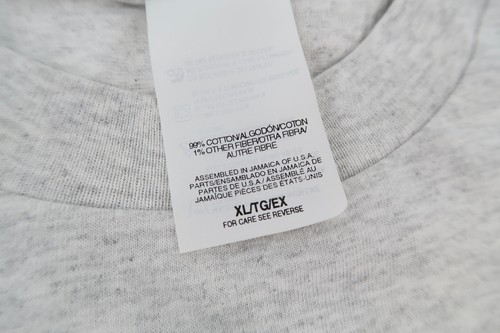 99% COTTON/ALGODÓN/COTON
1% OTHER FIBER/OTRA FIBRA/
AUTRE FIBRE
ASSEMBLED IN JAMAICA OF U.S.A.
PARTS/ENSAMBLADO EN JAMAICA DE
PARTES DE U.S.A./ ASSEMBLÉ AU
JAMAÏQUE PIÈCES DES ÉTATS-UNIS
XL/TG/EX
FOR CARE SEE REVERSE